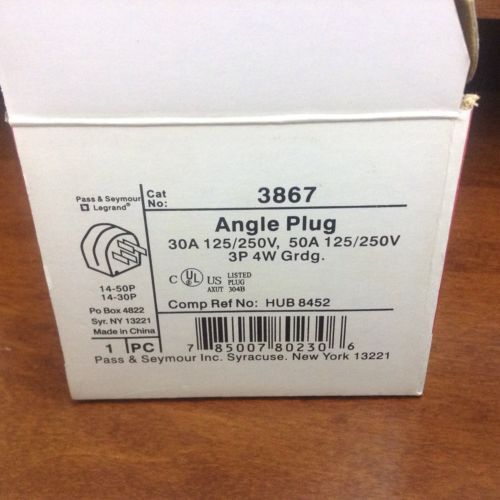 Pass & Seymour
Legrand®
Cat
No:
3867
Angle Plug
30A 125/250V, 50A 125/250V
3P 4W Grdg.
C UL US LISTED
PLUG
AXUT 304B
14-50P
14-30P
Po Box 4822
Syr. NY 13221
Made in China
Comp Ref No: HUB 8452
1 PC
7 85007 80230 6
Pass & Seymour Inc. Syracuse. New York 13221